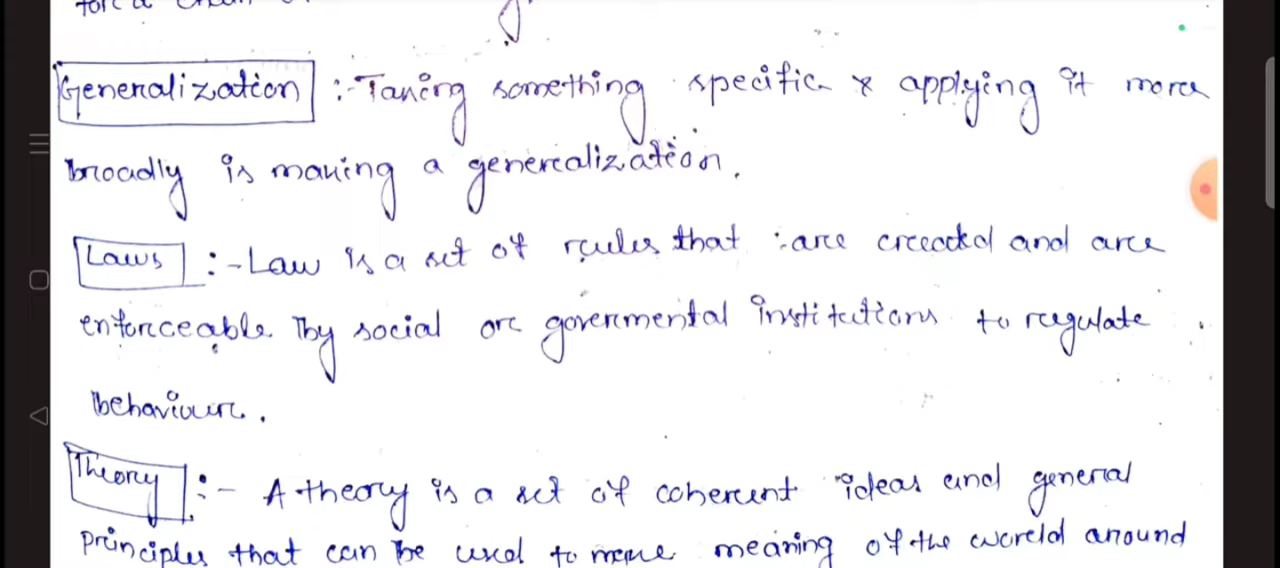 Generalization :- Taking something specific & applying it more
broadly is making a generalization.
Laws :- Law is a set of rules that are created and are
enforceable by social or governmental institutions to regulate
behaviour.
Theory :- A theory is a set of coherent ideas and general
principles that can be used to make meaning of the world around